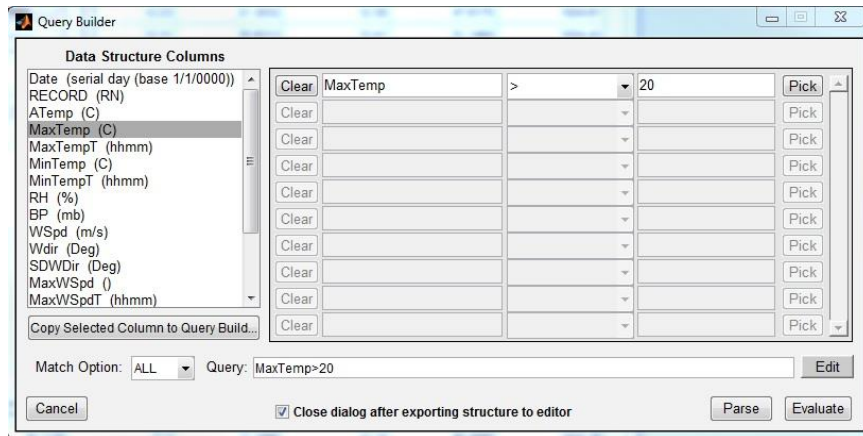 Query Builder
Data Structure Columns
Date (serial day (base 1/1/0000))
RECORD (RN)
ATemp (C)
MaxTemp (C)
MaxTempT (hhmm)
MinTemp (C)
MinTempT (hhmm)
RH (%)
BP (mb)
WSpd (m/s)
Wdir (Deg)
SDWDir (Deg)
MaxWSpd ()
MaxWSpdT (hhmm)
Copy Selected Column to Query Build...
Clear MaxTemp > 20 Pick
Clear Pick
Clear Pick
Clear Pick
Clear Pick
Clear Pick
Clear Pick
Clear Pick
Clear Pick
Clear Pick
Match Option: ALL Query: MaxTemp>20 Edit
Cancel Close dialog after exporting structure to editor Parse Evaluate